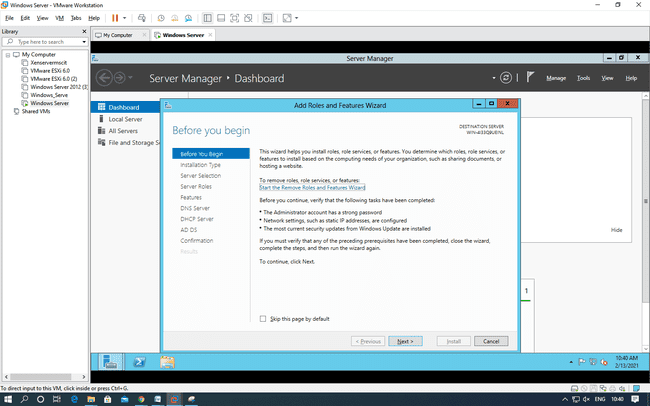 Windows Server - VMware Workstation
File Edit View VM Tabs Help
Library
Type here to search
My Computer
Xenservermscit
VMware ESXi 6.0
VMware ESXi 6.0 (2)
Windows Server 2012 (3)
Windows_Serve
Windows Server
Shared VMs
My Computer
Windows Server
Server Manager
Server Manager • Dashboard
Manage Tools View Help
Dashboard
Local Server
All Servers
File and Storage S
Hide
1
Add Roles and Features Wizard
Before you begin
DESTINATION SERVER
Before You Begin
Installation Type
Server Selection
Server Roles
Features
DNS Server
DHCP Server
AD DS
Confirmation
Results
This wizard helps you install roles, role services, or features. You determine which roles, role services, or
features to install based on the computing needs of your organization, such as sharing documents, or
hosting a website.
To remove roles, role services, or features:
Start the Remove Roles and Features Wizard
Before you continue, verify that the following tasks have been completed:
• The Administrator account has a strong password
• Network settings, such as static IP addresses, are configured
• The most current security updates from Windows Update are installed
If you must verify that any of the preceding prerequisites have been completed, close the wizard,
complete the steps, and then run the wizard again.
To continue, click Next.
Skip this page by default
< Previous Next > Install Cancel
10:40 AM
2/13/2021
To direct input to this VM, click inside or press Ctrl+G.
ENG 10:40